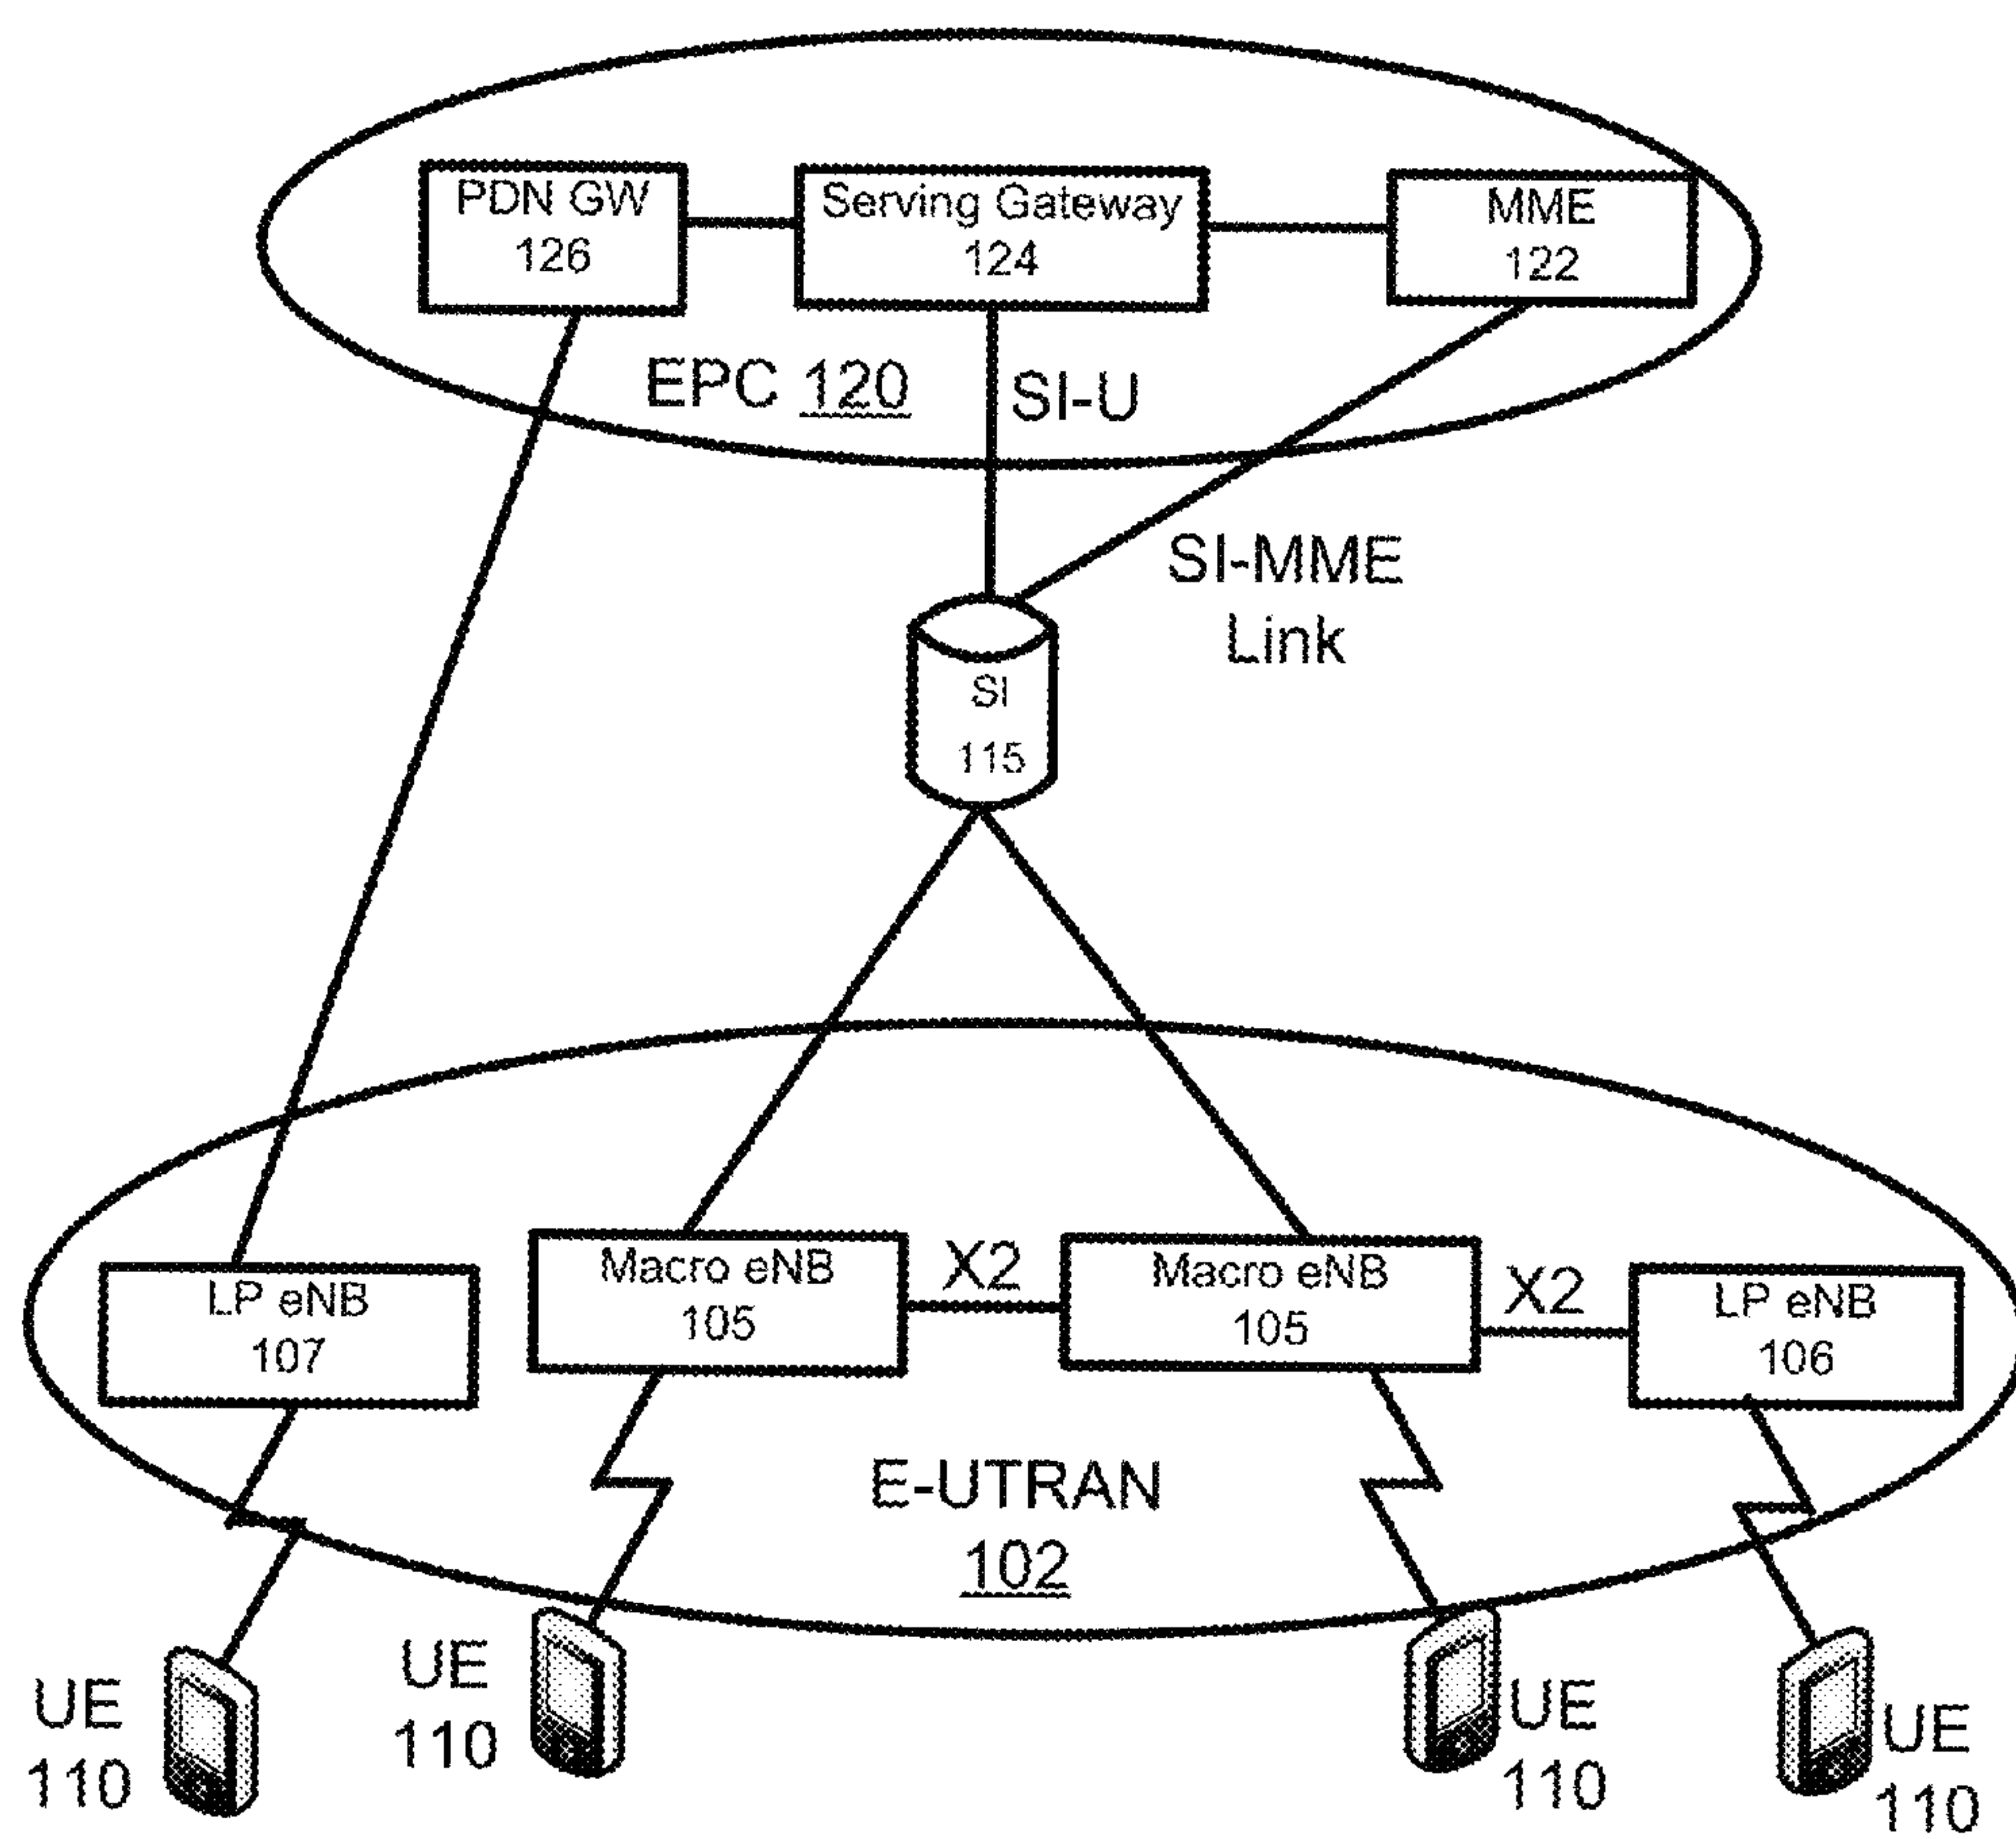 PDN GW
126
Serving Gateway
124
MME
122
EPC 120
SI-U
SI-MME
Link
SI
115
LP eNB
107
Macro eNB
105
X2
Macro eNB
105
X2
LP eNB
106
E-UTRAN
102
UE
110
UE
110
UE
110
UE
110